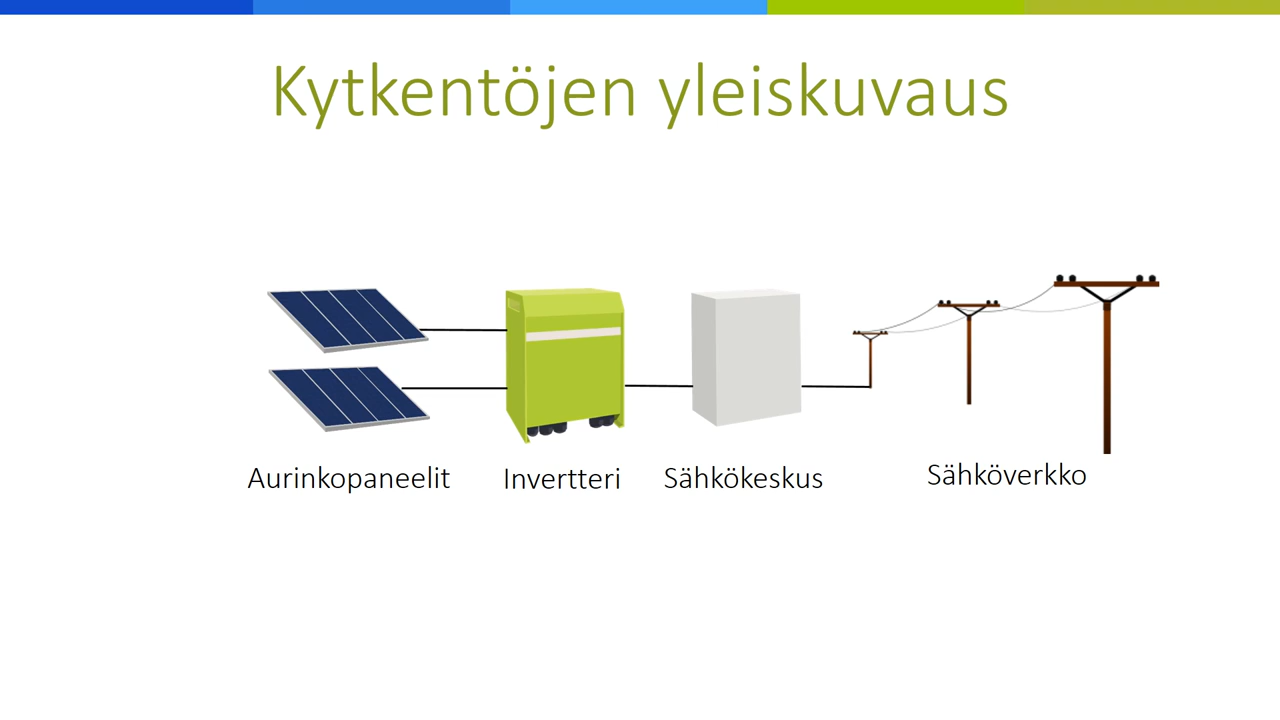 Kytkentöjen yleiskuvaus
Aurinkopaneelit
Invertteri
Sähkökeskus
Sähköverkko